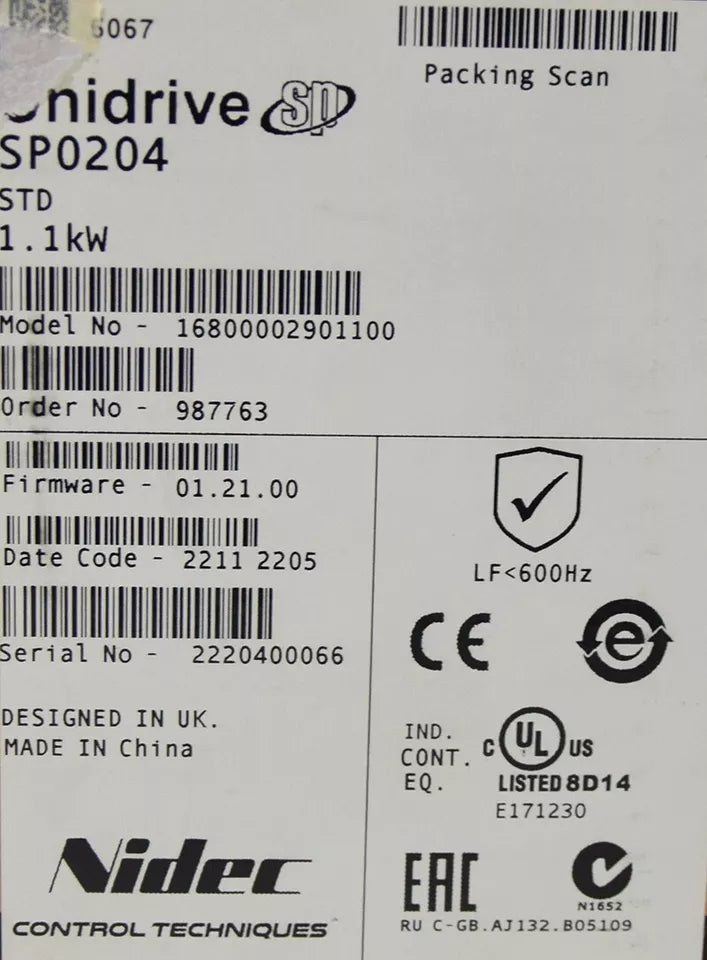 6067
Packing Scan
Unidrive SP
SP0204
STD
1.1kW
Model No - 16800002901100
Order No - 987763
Firmware - 01.21.00
Date Code - 2211 2205
Serial No - 2220400066
DESIGNED IN UK.
MADE IN China
Nidec
CONTROL TECHNIQUES
LF<600Hz
CE
e
IND.
CONT.
EQ.
C UL US
LISTED 8D14
E171230
EAC
N1652
RU C-GB.AJ132.B05109